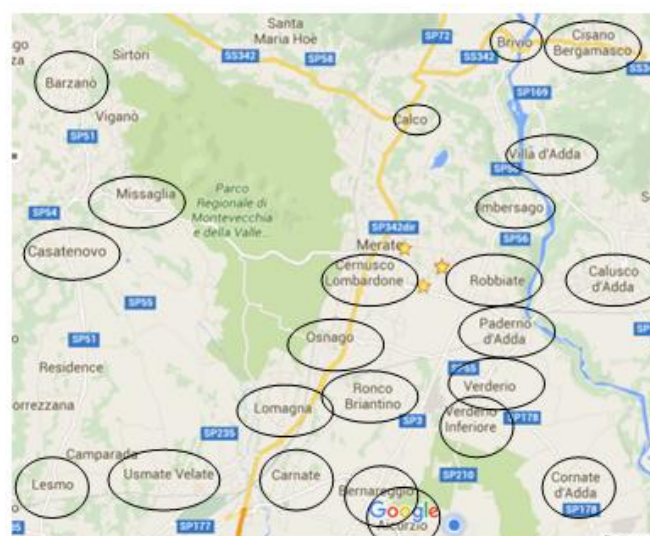 Santa
Maria Hoè
SP72
Brivio
Cisano
Bergamasco
Sirtori
SS342
SP58
SS342
Barzanò
SP169
Viganò
Calco
SP51
Villa d'Adda
Missaglia
Parco
Regionale di
Montevecchia
e della Valle...
Imbersago
SP54
SP342dir
SP56
Casatenovo
Merate
Cernusco
Lombardone
Robbiate
Calusco
d'Adda
SP55
SP51
Osnago
Paderno
d'Adda
Residence
Verderio
Ronco
Briantino
Lomagna
SP3
Verderio
Inferiore
SP178
SP235
Camparada
Lesmo
Usmate Velate
Carnate
Bernareggio
SP210
Cornate
d'Adda
Google
Aicurzio
SP177
SP178